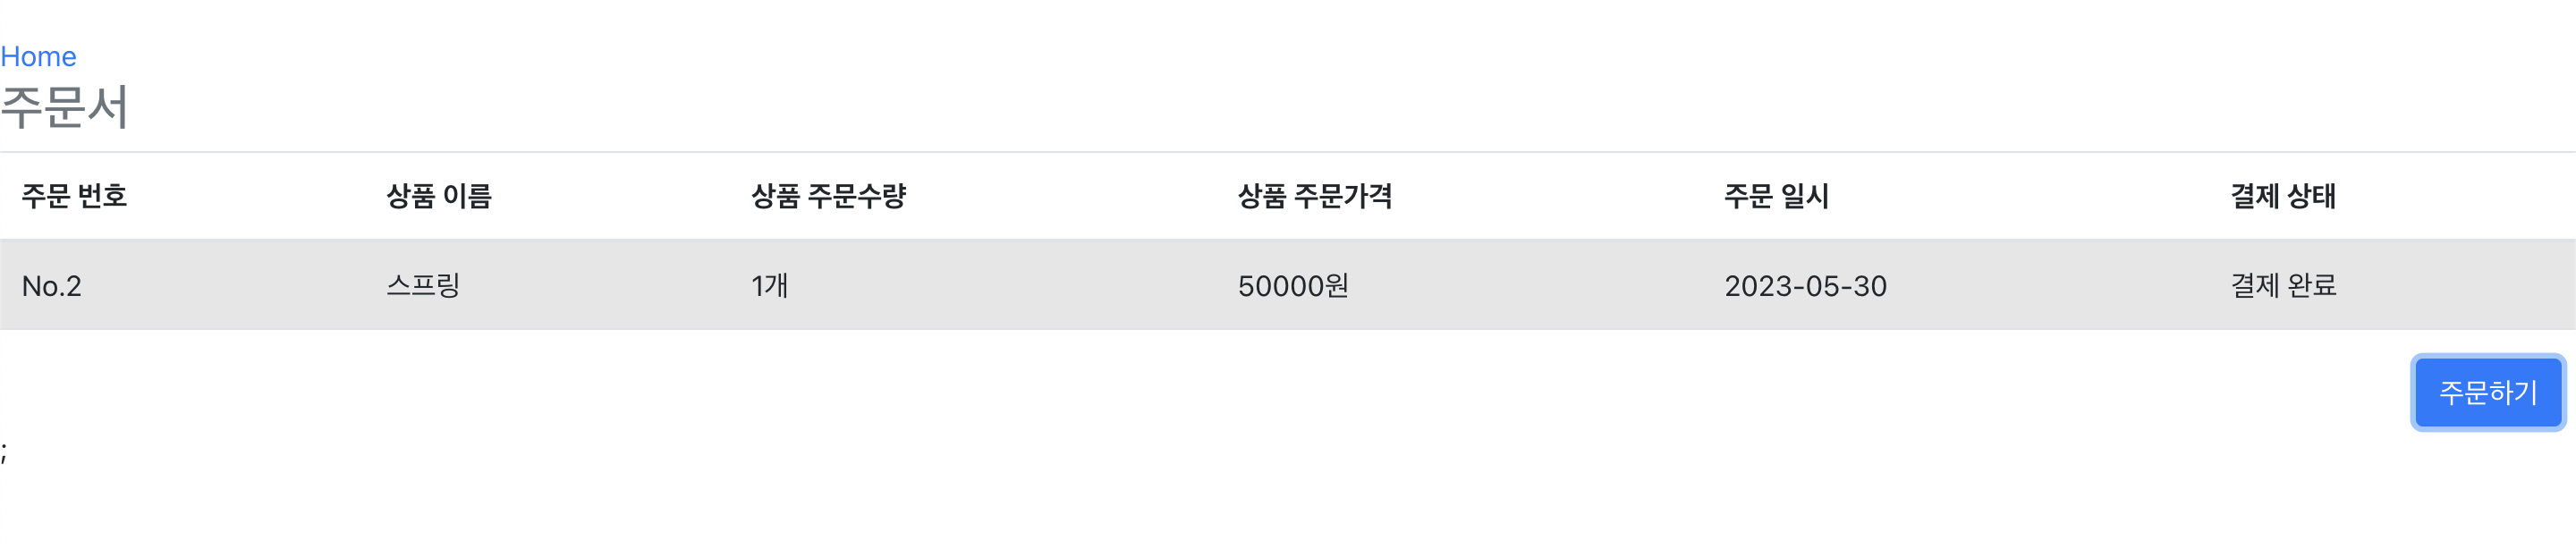 Home
주문서
주문 번호 상품 이름 상품 주문수량 상품 주문가격 주문 일시 결제 상태
No.2 스프링 1개 50000원 2023-05-30 결제 완료
주문하기
;